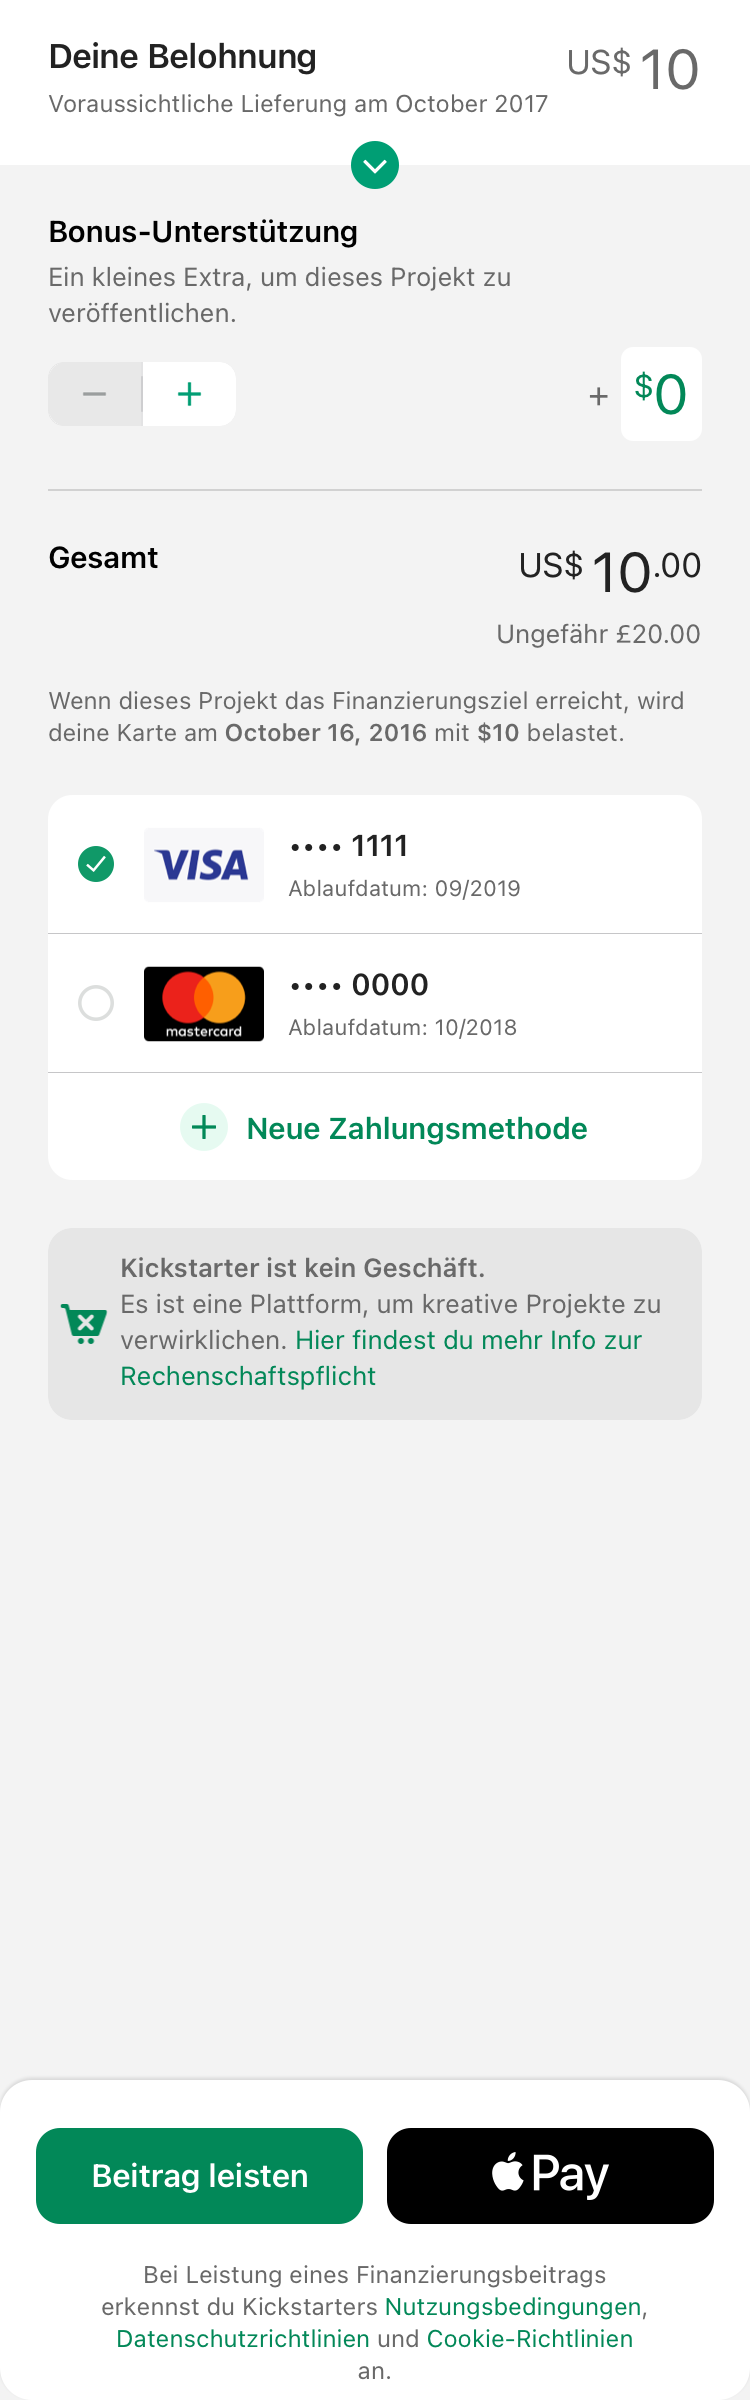 Deine Belohnung
US$ 10
Voraussichtliche Lieferung am October 2017
Bonus-Unterstützung
Ein kleines Extra, um dieses Projekt zu
veröffentlichen.
− + + $0
Gesamt
US$ 10.00
Ungefähr £20.00
Wenn dieses Projekt das Finanzierungsziel erreicht, wird
deine Karte am October 16, 2016 mit $10 belastet.
VISA
•••• 1111
Ablaufdatum: 09/2019
mastercard
•••• 0000
Ablaufdatum: 10/2018
+ Neue Zahlungsmethode
Kickstarter ist kein Geschäft.
Es ist eine Plattform, um kreative Projekte zu
verwirklichen. Hier findest du mehr Info zur
Rechenschaftspflicht
Beitrag leisten
Pay
Bei Leistung eines Finanzierungsbeitrags
erkennst du Kickstarters Nutzungsbedingungen,
Datenschutzrichtlinien und Cookie-Richtlinien
an.